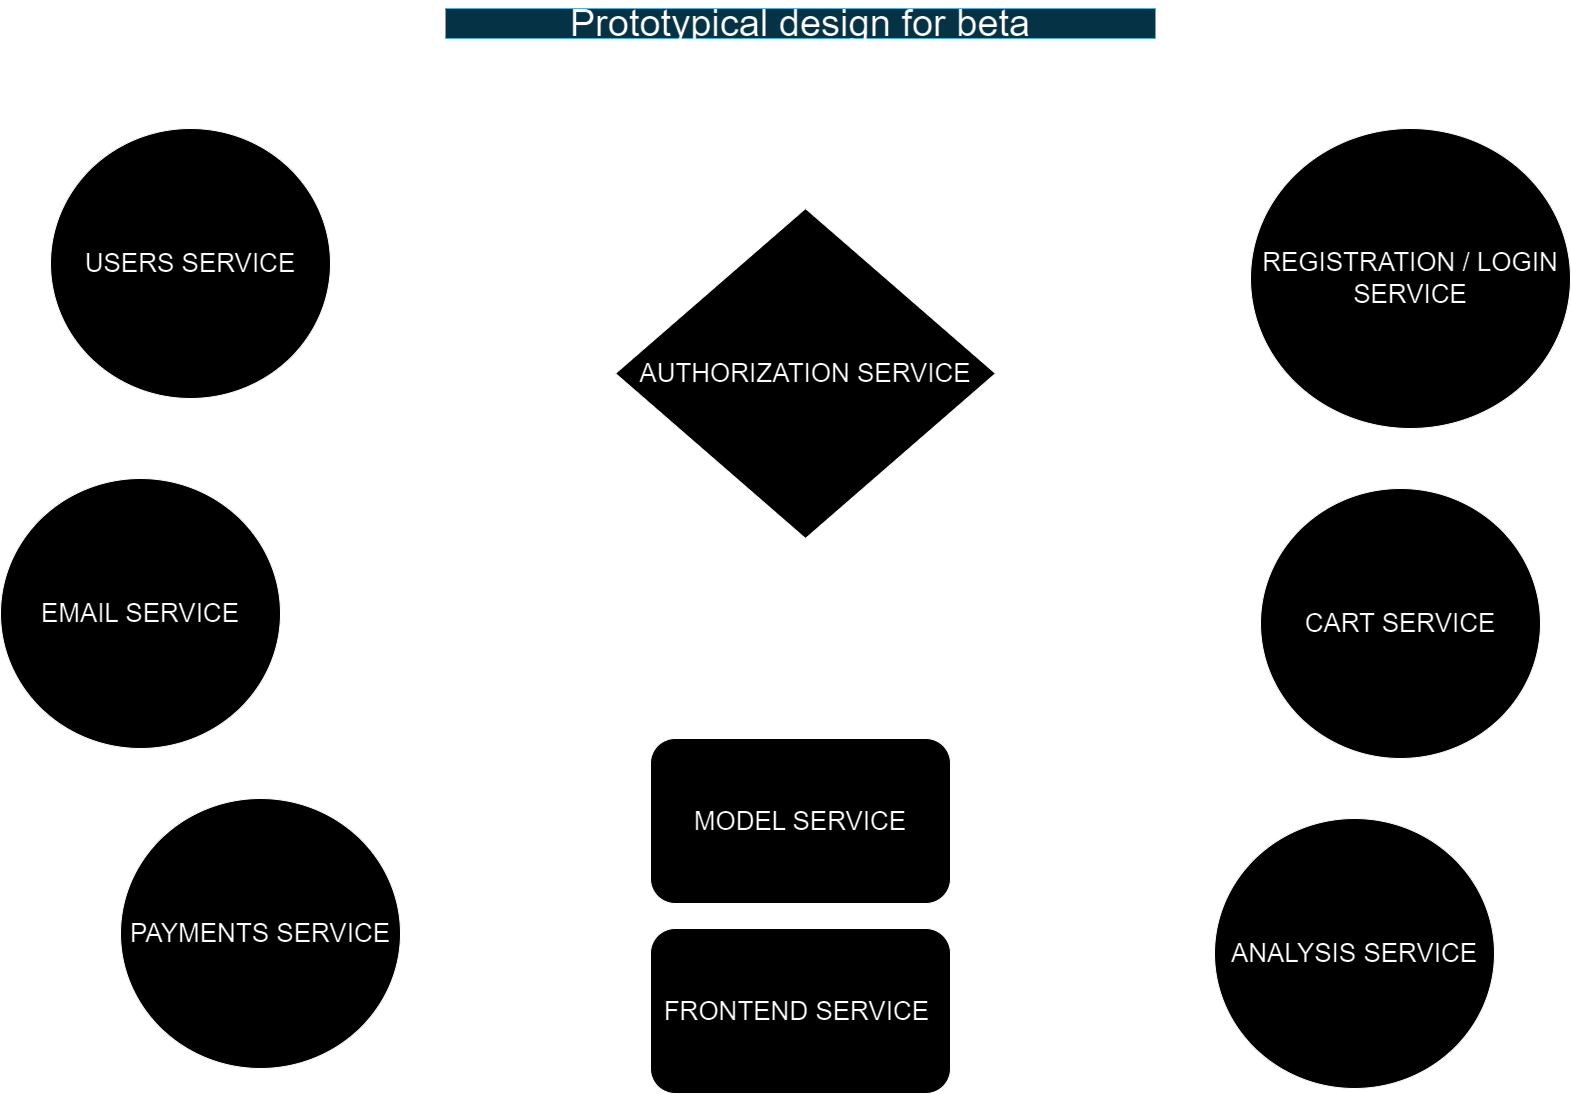 Prototypical design for beta
USERS SERVICE
REGISTRATION / LOGIN
SERVICE
AUTHORIZATION SERVICE
EMAIL SERVICE
CART SERVICE
MODEL SERVICE
PAYMENTS SERVICE
ANALYSIS SERVICE
FRONTEND SERVICE